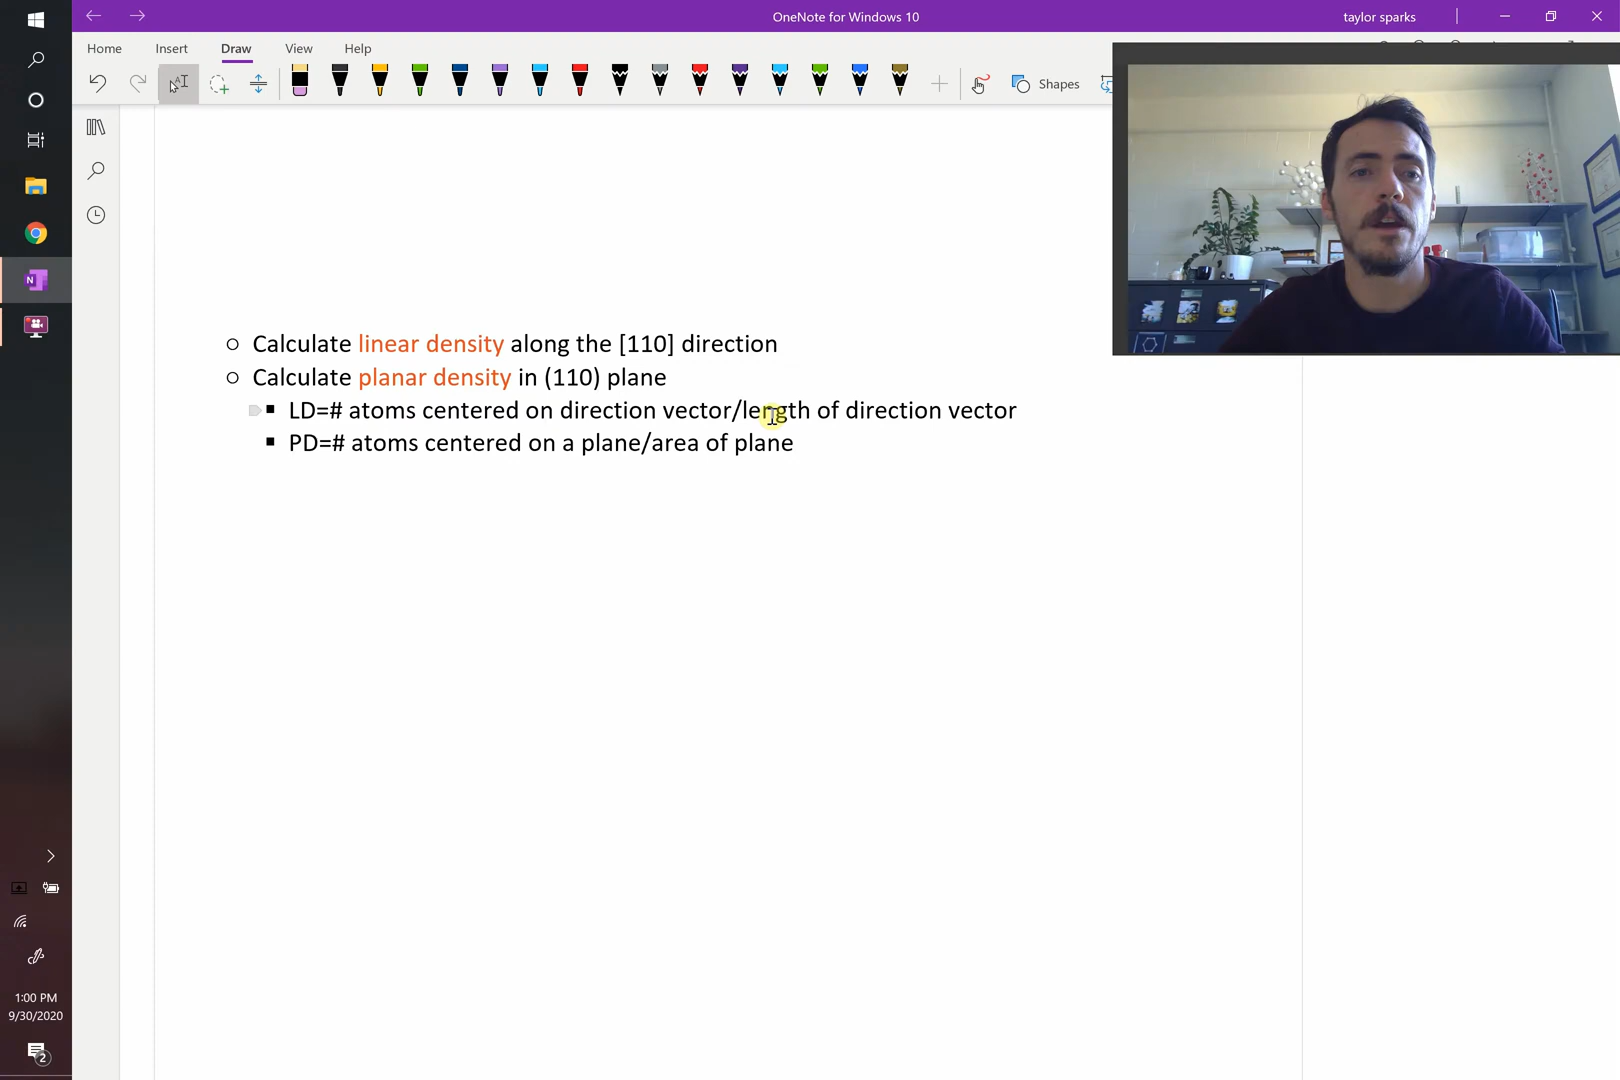 OneNote for Windows 10
taylor sparks
Home Insert Draw View Help
Shapes
Calculate linear density along the [110] direction
Calculate planar density in (110) plane
LD=# atoms centered on direction vector/length of direction vector
PD=# atoms centered on a plane/area of plane
1:00 PM
9/30/2020
2